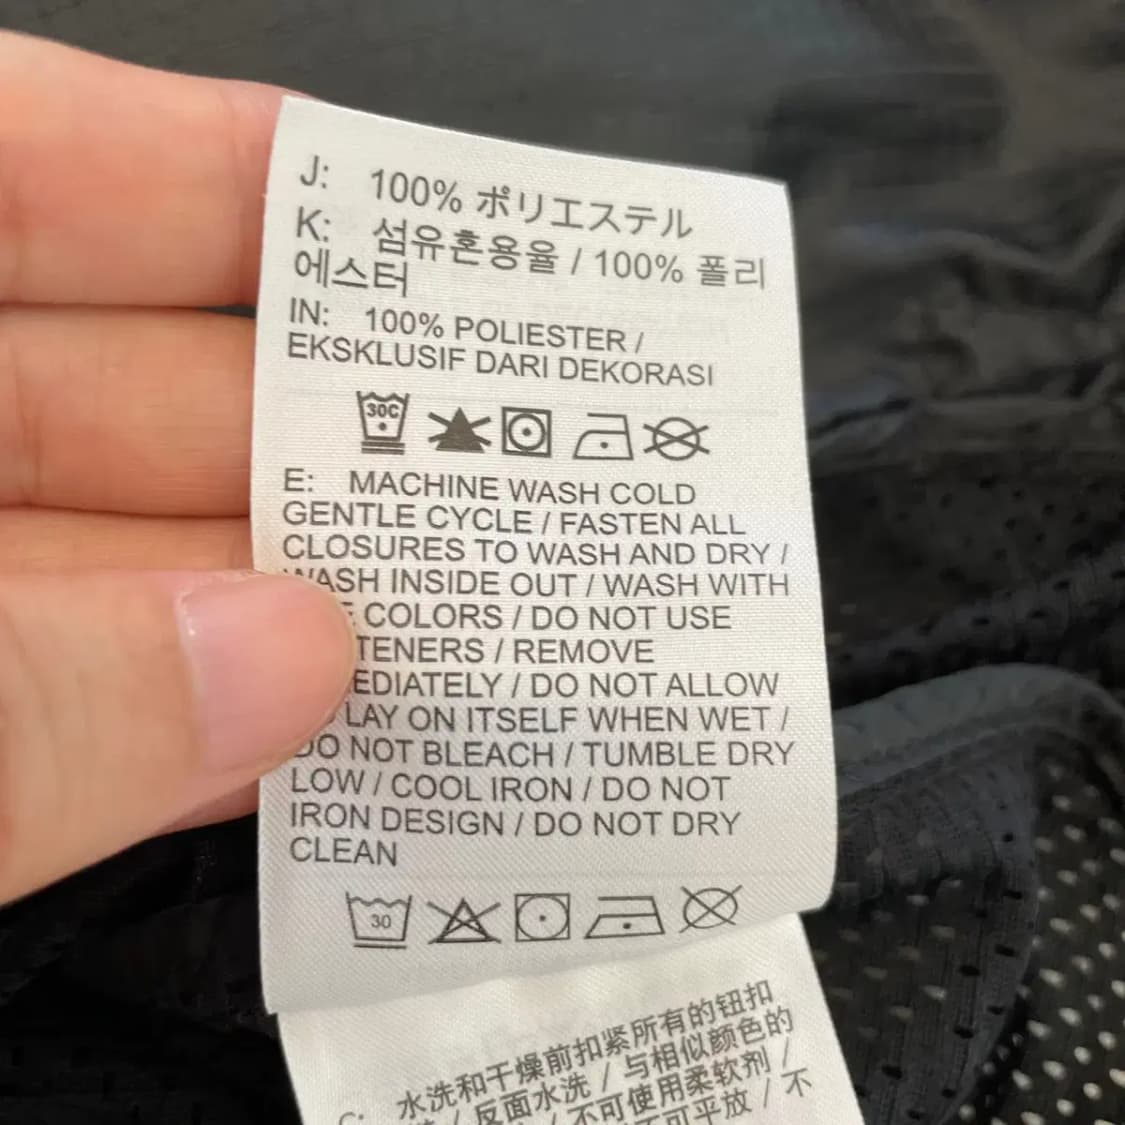 J: 100% ポリエステル
K: 섬유혼용율 / 100% 폴리
에스터
IN: 100% POLIESTER /
EKSKLUSIF DARI DEKORASI
30C
E: MACHINE WASH COLD
GENTLE CYCLE / FASTEN ALL
CLOSURES TO WASH AND DRY /
WASH INSIDE OUT / WASH WITH
COLORS / DO NOT USE
TENERS / REMOVE
EDIATELY / DO NOT ALLOW
LAY ON ITSELF WHEN WET /
DO NOT BLEACH / TUMBLE DRY
LOW / COOL IRON / DO NOT
IRON DESIGN / DO NOT DRY
CLEAN
30
C: 水洗和干燥前扣紧所有的钮扣
/ 反面水洗 / 与相似颜色的
/ 不可使用柔软剂 /
不可平放 / 不